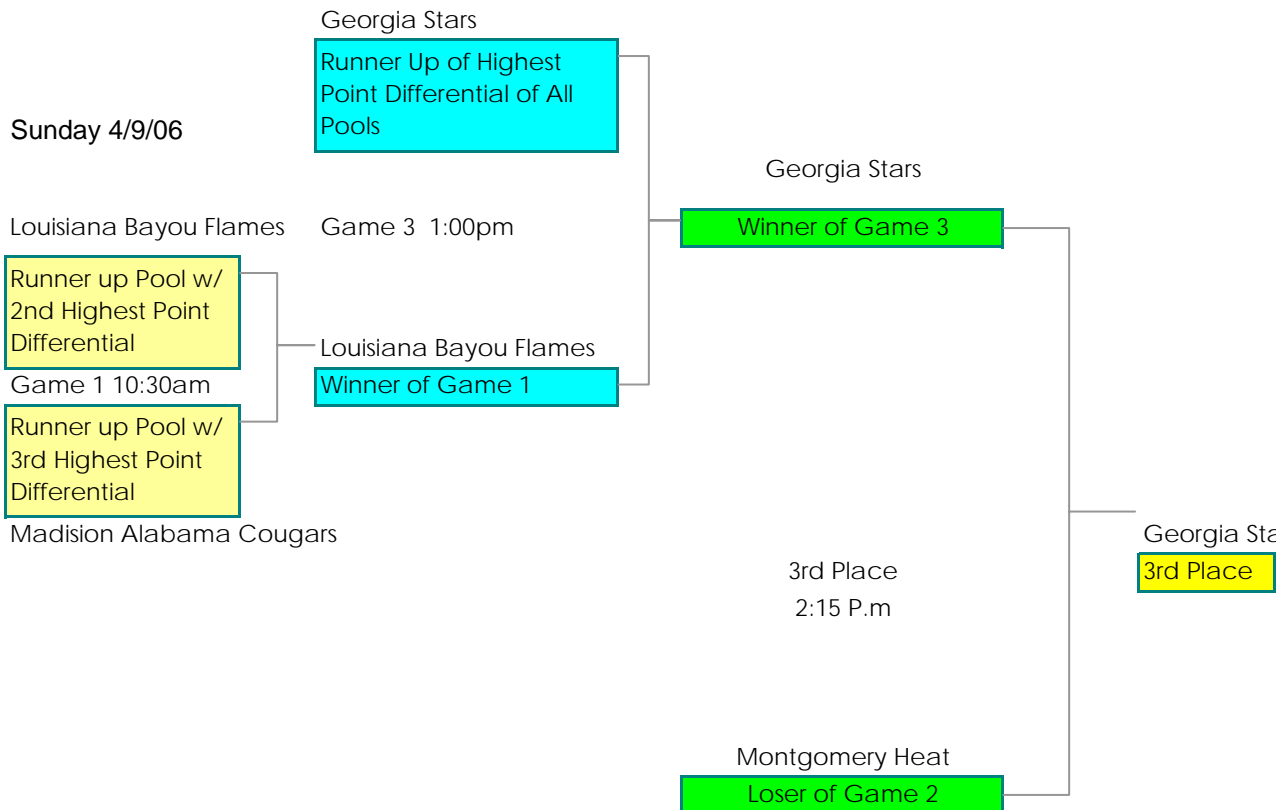 Georgia Stars
Runner Up of Highest
Point Differential of All
Pools
Sunday 4/9/06
Georgia Stars
Louisiana Bayou Flames
Game 3 1:00pm
Winner of Game 3
Runner up Pool w/
2nd Highest Point
Differential
Louisiana Bayou Flames
Game 1 10:30am
Winner of Game 1
Runner up Pool w/
3rd Highest Point
Differential
Madision Alabama Cougars
Georgia Sta
3rd Place
3rd Place
2:15 P.m
Montgomery Heat
Loser of Game 2